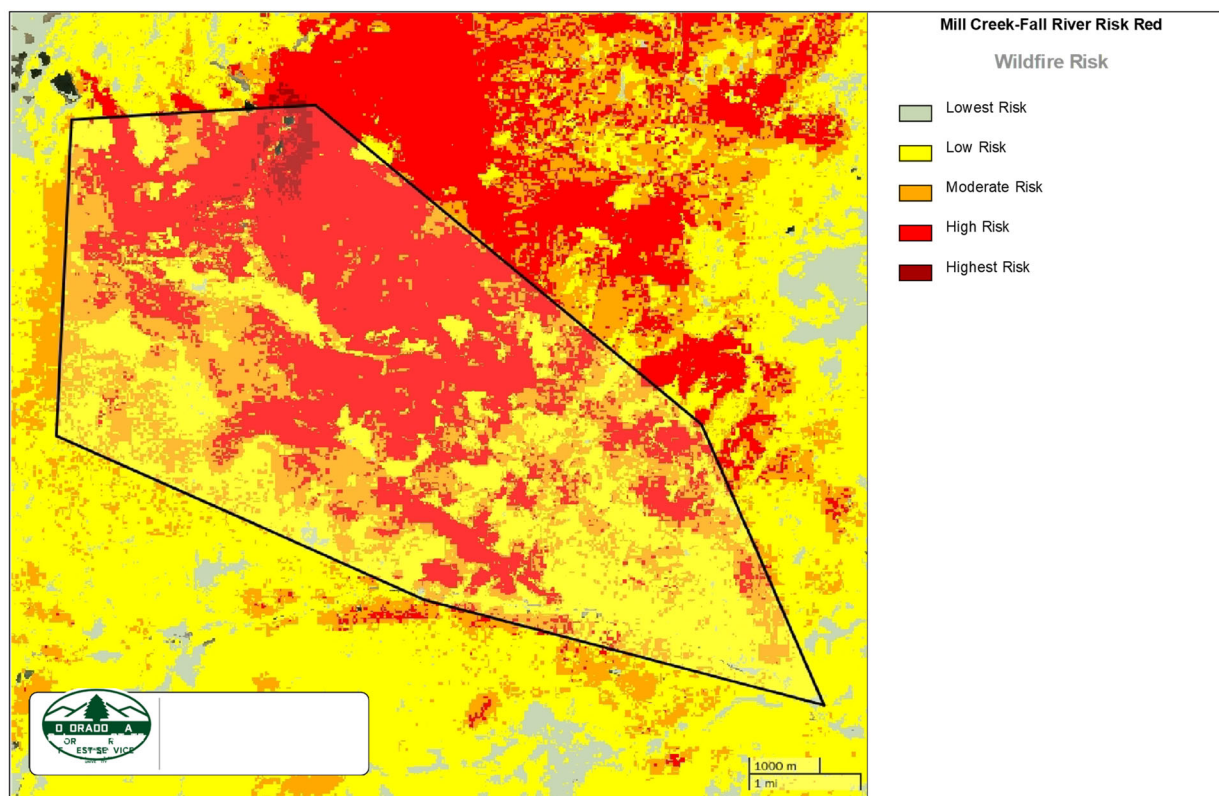 Mill Creek-Fall River Risk Red
Wildfire Risk
Lowest Risk
Low Risk
Moderate Risk
High Risk
Highest Risk
1000 m
1 mi